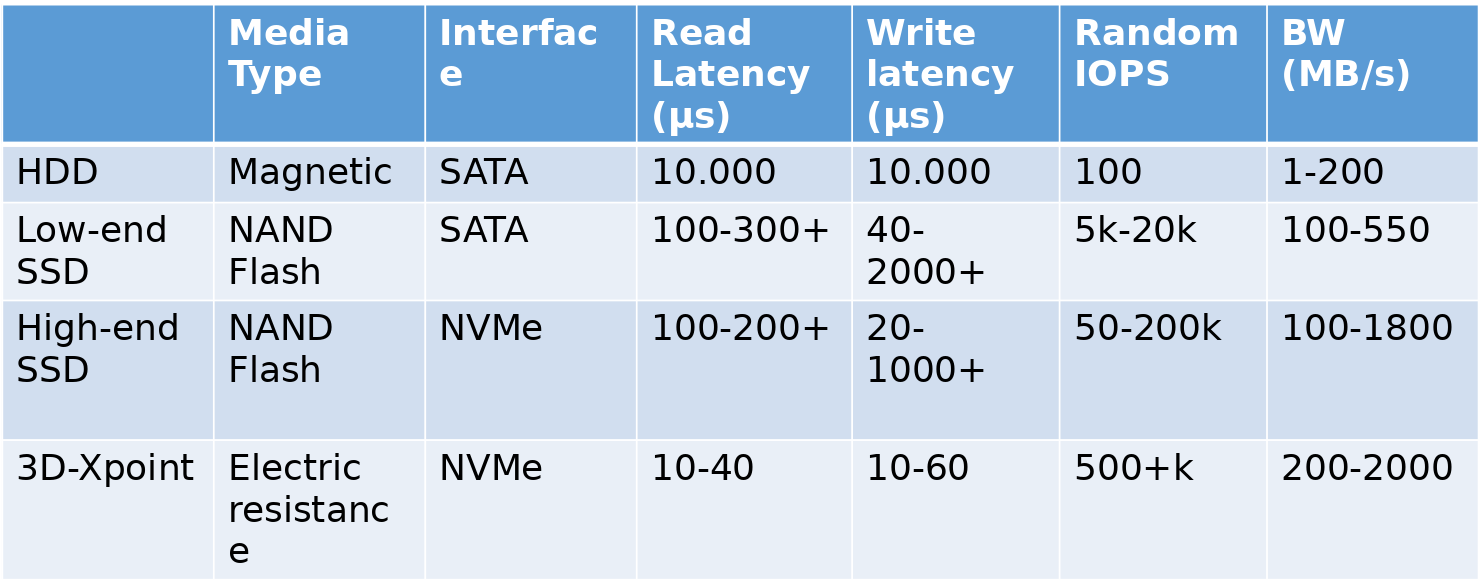 Media Type Interfac e Read Latency (µs) Write latency (µs) Random IOPS BW (MB/s)
HDD Magnetic SATA 10.000 10.000 100 1-200
Low-end SSD NAND Flash SATA 100-300+ 40-2000+ 5k-20k 100-550
High-end SSD NAND Flash NVMe 100-200+ 20-1000+ 50-200k 100-1800
3D-Xpoint Electric resistanc e NVMe 10-40 10-60 500+k 200-2000